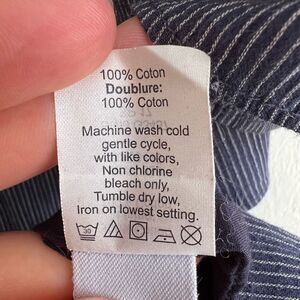 100% Coton
Doublure:
100% Coton
Machine wash cold
gentle cycle,
with like colors,
Non chlorine
bleach only,
Tumble dry low,
Iron on lowest setting.
30